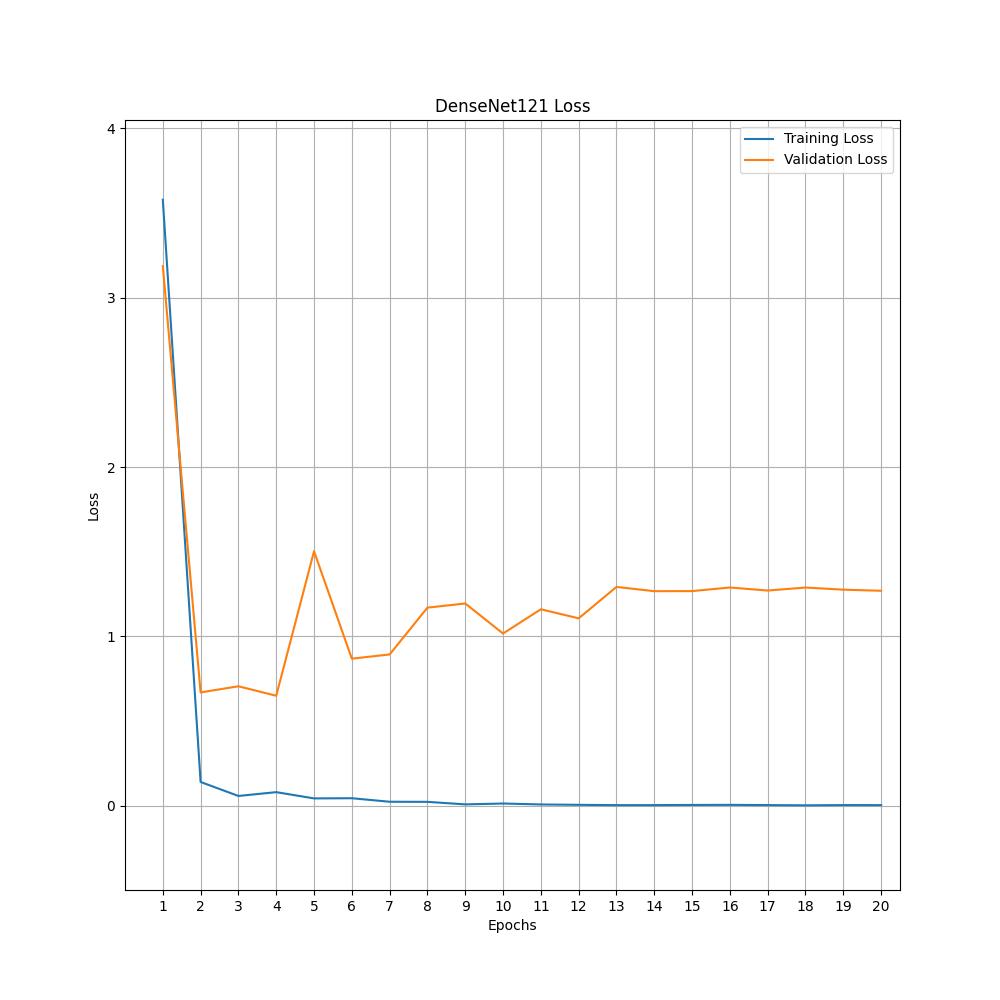 DenseNet121 Loss
Training Loss
Validation Loss
4
3
2
1
0
Loss
1 2 3 4 5 6 7 8 9 10 11 12 13 14 15 16 17 18 19 20
Epochs